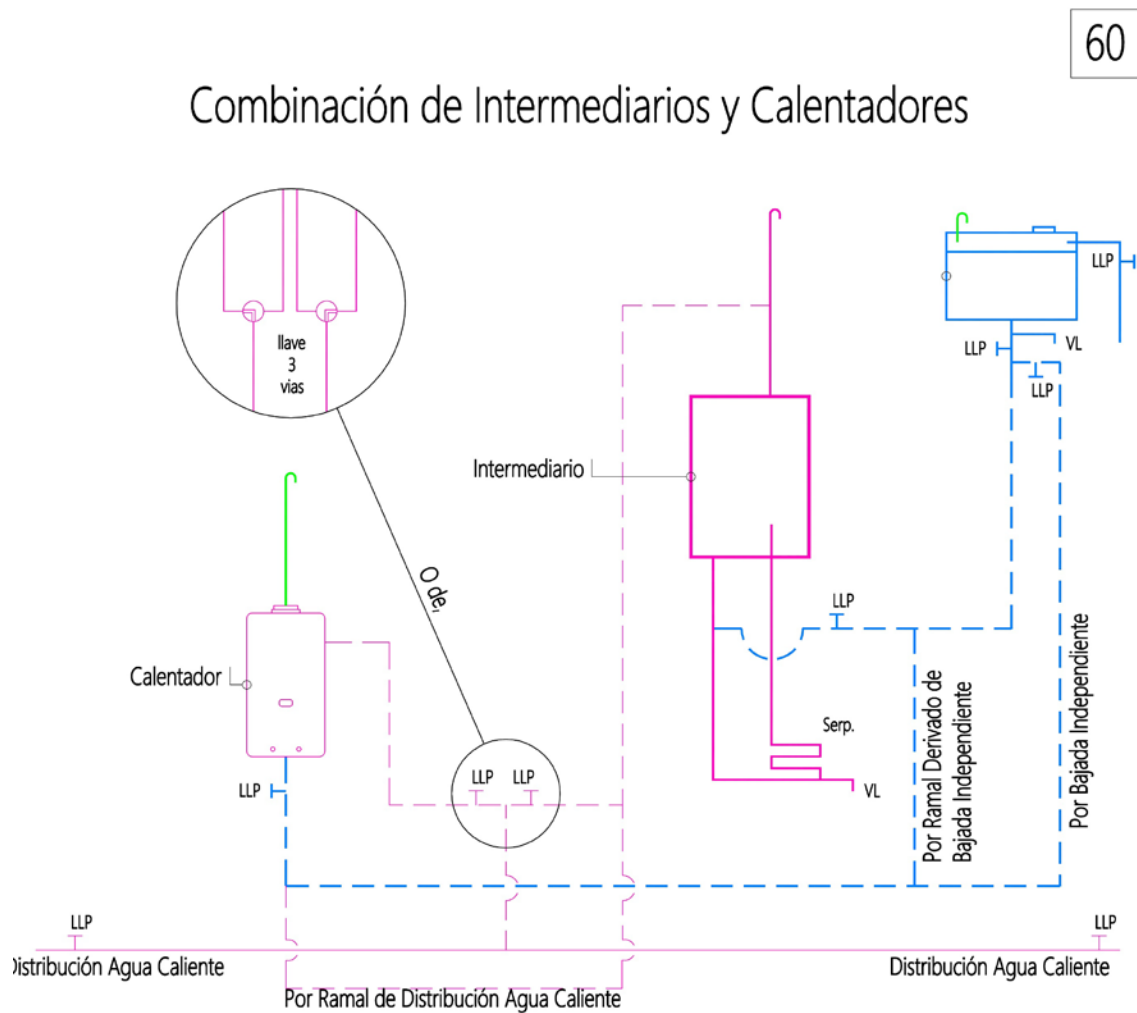 60
Combinación de Intermediarios y Calentadores
llave
3
vias
LLP
LLP
VL
LLP
Intermediario
O de,
LLP
Calentador
Serp.
LLP
LLP
LLP
VL
Por Ramal Derivado de
Bajada Independiente
Por Bajada Independiente
LLP
LLP
Distribución Agua Caliente
Distribución Agua Caliente
Por Ramal de Distribución Agua Caliente